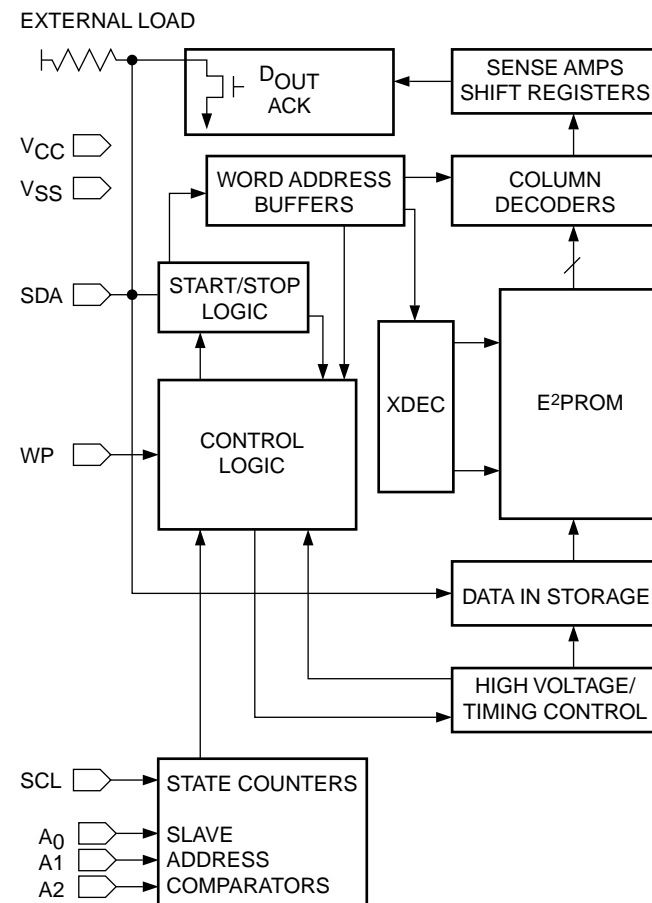 EXTERNAL LOAD
DOUT
ACK
SENSE AMPS
SHIFT REGISTERS
VCC
VSS
WORD ADDRESS
BUFFERS
COLUMN
DECODERS
SDA
START/STOP
LOGIC
XDEC
E2PROM
WP
CONTROL
LOGIC
DATA IN STORAGE
HIGH VOLTAGE/
TIMING CONTROL
SCL
STATE COUNTERS
A0
SLAVE
A1
ADDRESS
A2
COMPARATORS